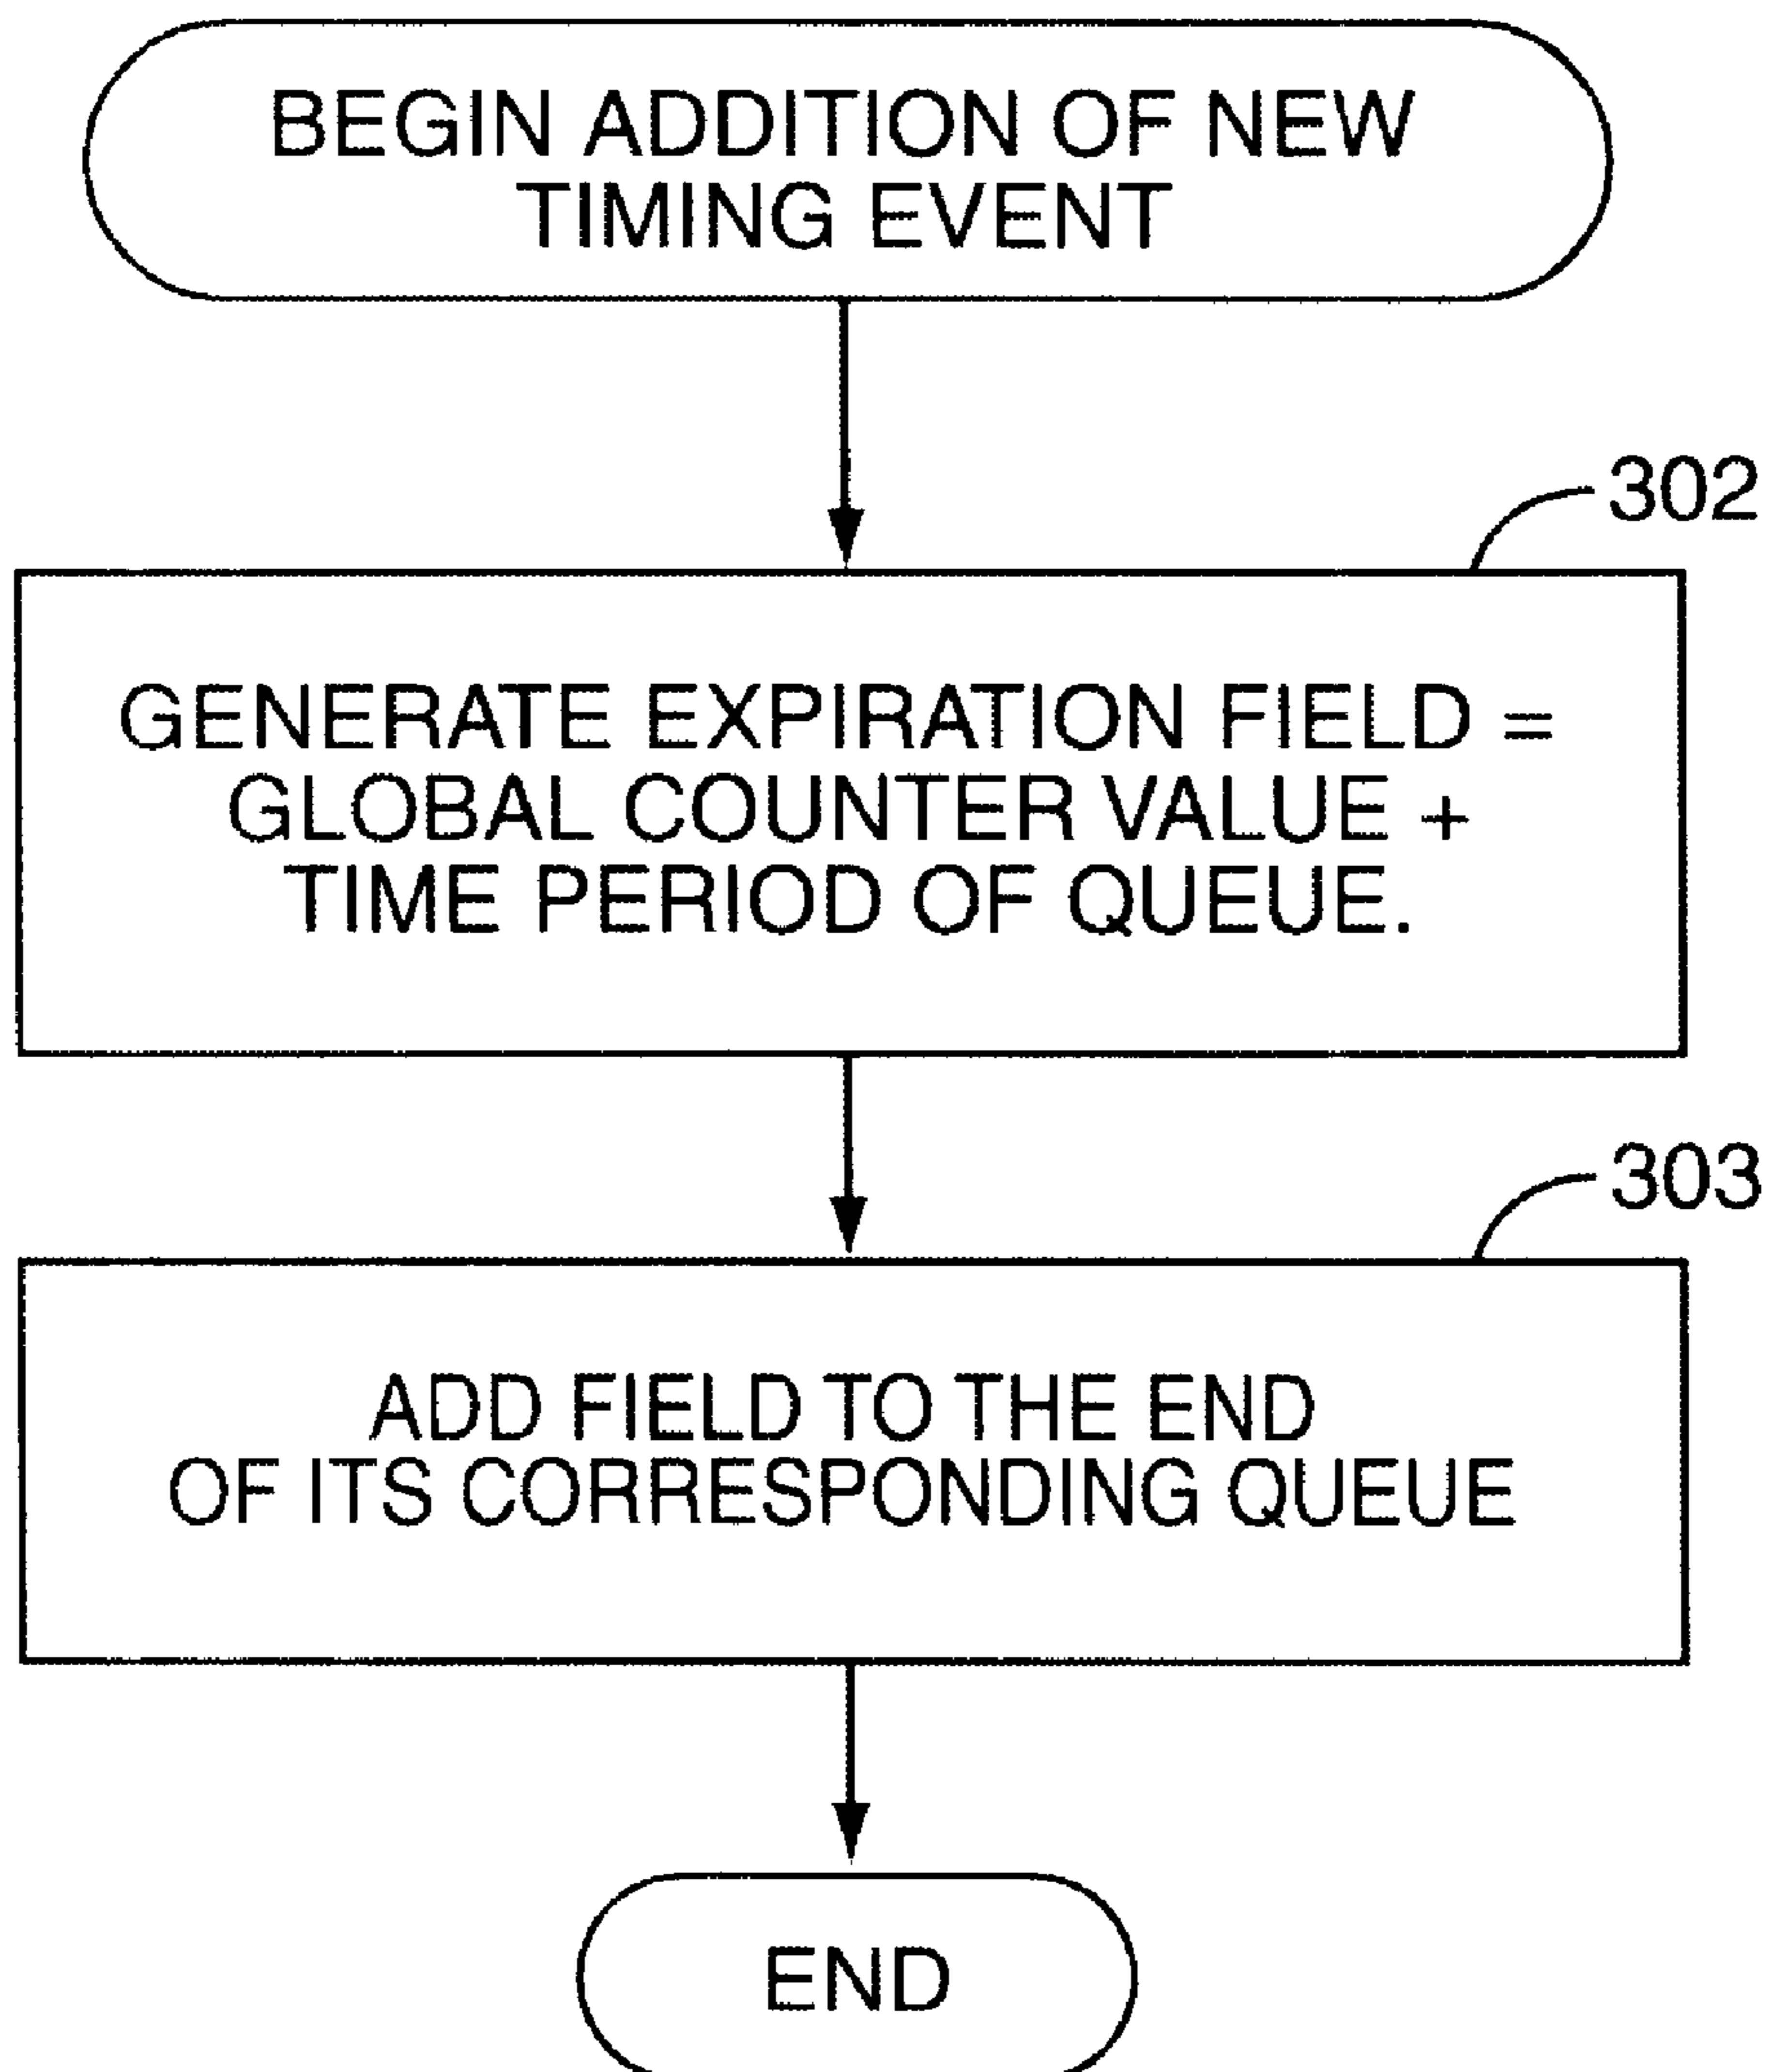 BEGIN ADDITION OF NEW
TIMING EVENT
302
GENERATE EXPIRATION FIELD =
GLOBAL COUNTER VALUE +
TIME PERIOD OF QUEUE.
303
ADD FIELD TO THE END
OF ITS CORRESPONDING QUEUE
END